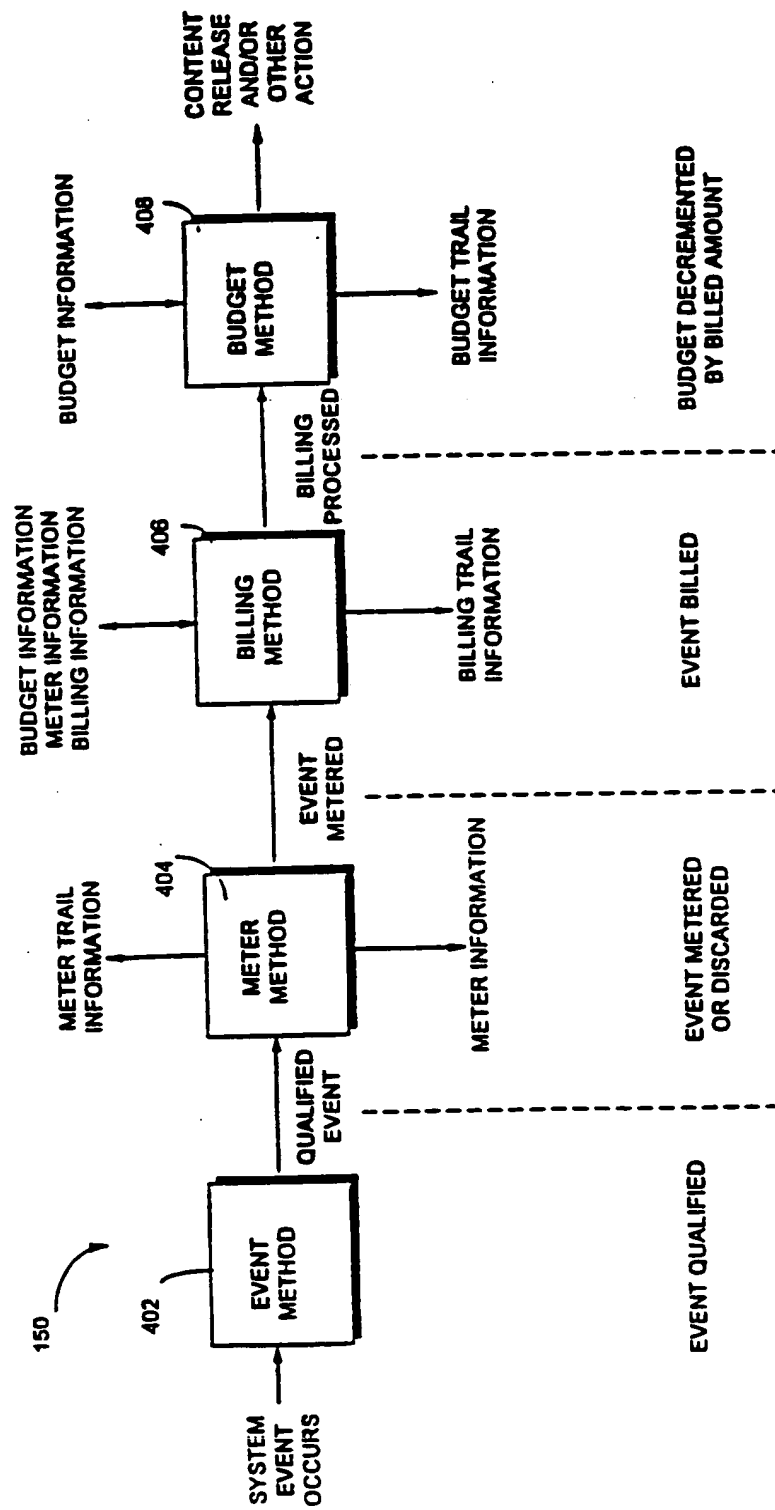 150
SYSTEM
EVENT
OCCURS
402
EVENT
METHOD
QUALIFIED
EVENT
EVENT QUALIFIED
METER TRAIL
INFORMATION
404
METER
METHOD
METER INFORMATION
EVENT METERED
OR DISCARDED
EVENT
METERED
BUDGET INFORMATION
METER INFORMATION
BILLING INFORMATION
406
BILLING
METHOD
BILLING TRAIL
INFORMATION
EVENT BILLED
BILLING
PROCESSED
BUDGET INFORMATION
408
BUDGET
METHOD
BUDGET TRAIL
INFORMATION
BUDGET DECREMENTED
BY BILLED AMOUNT
CONTENT
RELEASE
AND/OR
OTHER
ACTION